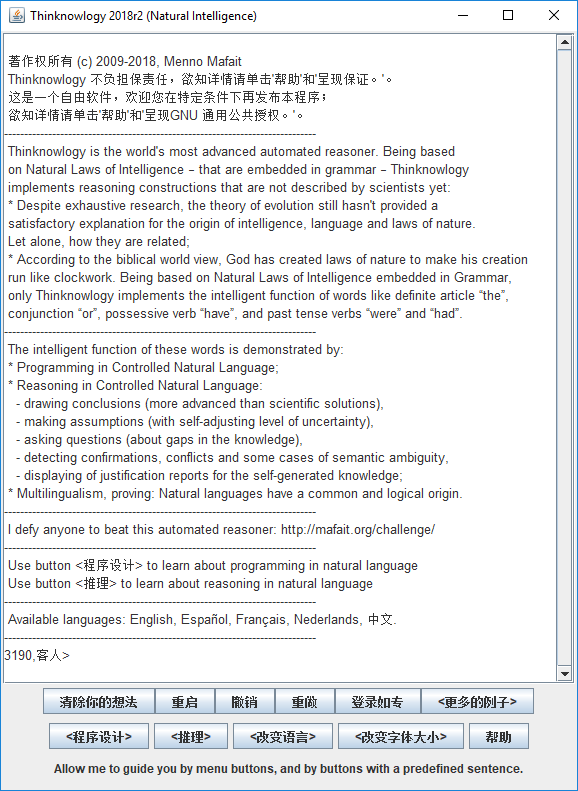 Thinknowlogy 2018r2 (Natural Intelligence)
著作权所有 (c) 2009-2018, Menno Mafait
Thinknowlogy 不负担保责任，欲知详情请单击'帮助'和'呈现保证。'。
这是一个自由软件，欢迎您在特定条件下再发布本程序；
欲知详情请单击'帮助'和'呈现GNU 通用公共授权。'。
Thinknowlogy is the world's most advanced automated reasoner. Being based
on Natural Laws of Intelligence – that are embedded in grammar – Thinknowlogy
implements reasoning constructions that are not described by scientists yet:
* Despite exhaustive research, the theory of evolution still hasn't provided a
satisfactory explanation for the origin of intelligence, language and laws of nature.
Let alone, how they are related;
* According to the biblical world view, God has created laws of nature to make his creation
run like clockwork. Being based on Natural Laws of Intelligence embedded in Grammar,
only Thinknowlogy implements the intelligent function of words like definite article “the”,
conjunction “or”, possessive verb “have”, and past tense verbs “were” and “had”.
The intelligent function of these words is demonstrated by:
* Programming in Controlled Natural Language;
* Reasoning in Controlled Natural Language:
- drawing conclusions (more advanced than scientific solutions),
- making assumptions (with self-adjusting level of uncertainty),
- asking questions (about gaps in the knowledge),
- detecting confirmations, conflicts and some cases of semantic ambiguity,
- displaying of justification reports for the self-generated knowledge;
* Multilingualism, proving: Natural languages have a common and logical origin.
I defy anyone to beat this automated reasoner: http://mafait.org/challenge/
Use button <程序设计> to learn about programming in natural language
Use button <推理> to learn about reasoning in natural language
Available languages: English, Español, Français, Nederlands, 中文.
3190,客人>
清除你的想法 重启 撤销 重做 登录如专 <更多的例子>
<程序设计> <推理> <改变语言> <改变字体大小> 帮助
Allow me to guide you by menu buttons, and by buttons with a predefined sentence.